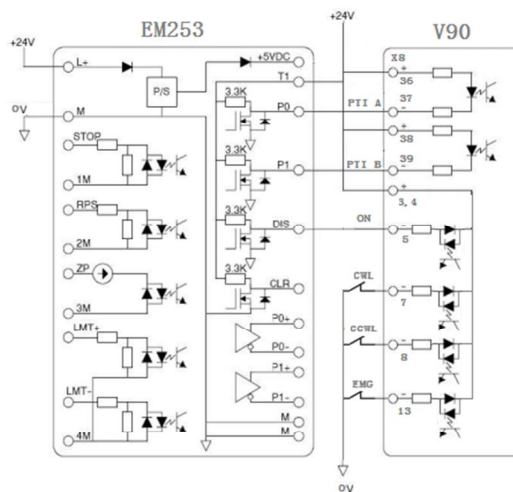 EM253
V90
+24V
+24V
L+
+5VDC
X8
T1
36
P/S
3.3K
0V
M
P0
PTI A
37
38
STOP
3.3K
1M
P1
PTI B
39
3,4
RPS
3.3K
DIS
ON
5
2M
3.3K
ZP
CLR
CWL
7
3M
P0+
LMT+
P0-
CCWL
8
P1+
LMT-
P1-
EMG
13
M
4M
M
0V